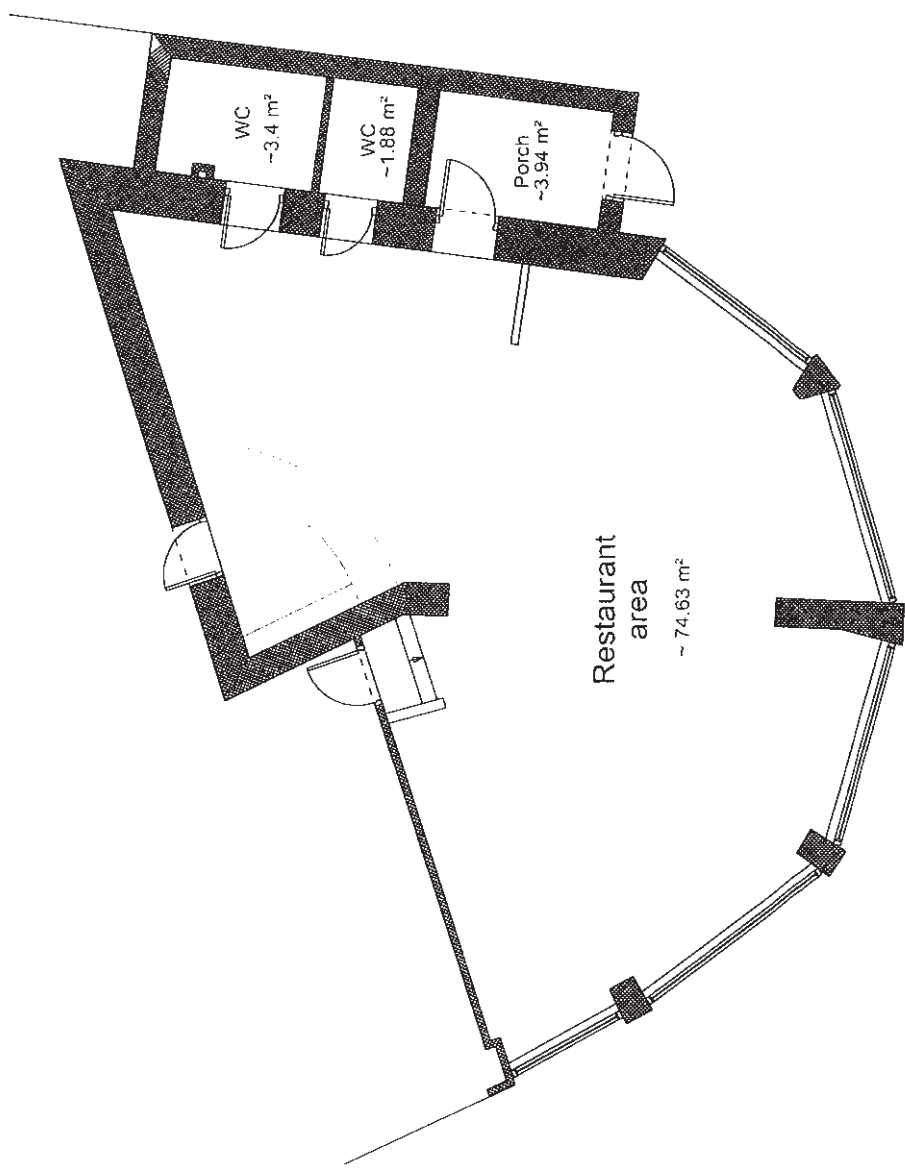 WC
~3.4 m²
WC
~1.88 m²
Porch
~3.94 m²
Restaurant
area
~ 74.63 m²